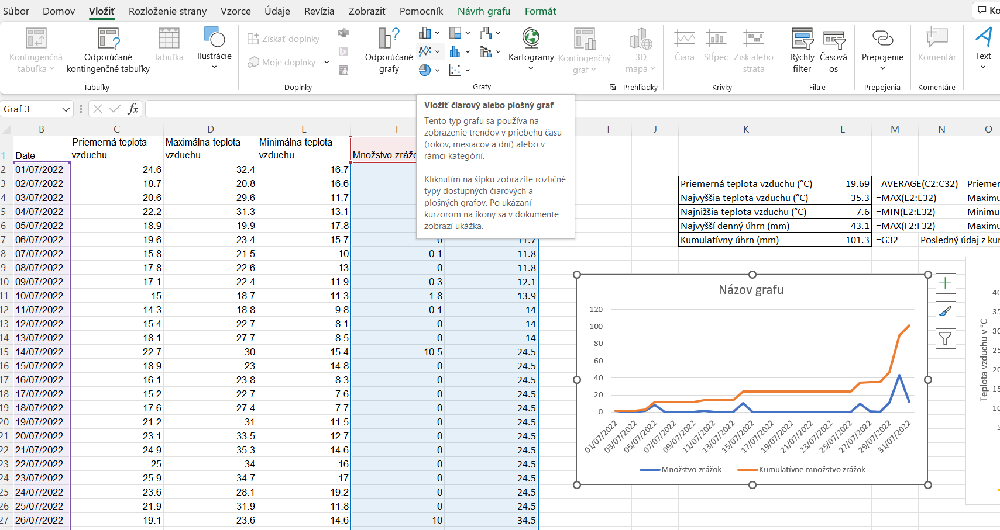 Súbor Domov Vložiť Rozloženie strany Vzorce Údaje Revízia Zobraziť Pomocník Návrh grafu Formát
Kontingenčná tabuľka
Odporúčané kontingenčné tabuľky
Tabuľka
Ilustrácie
Získať doplnky
Moje doplnky
Odporúčané grafy
Kartogramy
Kontingenčný graf
3D mapa
Čiara
Stĺpec
Zisk alebo strata
Rýchly filter
Časová os
Prepojenie
Komentár
Text
Tabuľky Doplnky Grafy Prehliadky Krivky Filtre Prepojenia Komentáre
Graf 3 fx
Vložiť čiarový alebo plošný graf
Tento typ grafu sa používa na
zobrazenie trendov v priebehu času
(rokov, mesiacov a dní) alebo v
rámci kategórií.
Kliknutím na šípku zobrazíte rozličné
typy dostupných čiarových a
plošných grafov. Po ukázaní
kurzorom na ikony sa v dokumente
zobrazí ukážka.
B C D E F I J K L M N O
Priemerná teplota Maximálna teplota Minimálna teplota
1 Date vzduchu vzduchu vzduchu Množstvo zrážo
2 01/07/2022 24.6 32.4 16.7
3 02/07/2022 18.7 20.8 16.6
4 03/07/2022 20.6 29.6 11.7
5 04/07/2022 22.2 31.3 13.1
6 05/07/2022 18.9 19.9 17.8
7 06/07/2022 19.6 23.4 15.7 0 11.7
8 07/07/2022 15.8 21.5 10 0.1 11.8
9 08/07/2022 17.8 22.6 13 0 11.8
10 09/07/2022 17.1 22.4 11.9 0.3 12.1
11 10/07/2022 15 18.7 11.3 1.8 13.9
12 11/07/2022 14.3 18.8 9.8 0.1 14
13 12/07/2022 15.4 22.7 8.1 0 14
14 13/07/2022 18.1 27.7 8.5 0 14
15 14/07/2022 22.7 30 15.4 10.5 24.5
16 15/07/2022 18.9 23 14.8 0 24.5
17 16/07/2022 16.1 23.8 8.3 0 24.5
18 17/07/2022 15.2 22.7 7.6 0 24.5
19 18/07/2022 17.6 27.4 7.7 0 24.5
20 19/07/2022 21.2 31 11.5 0 24.5
21 20/07/2022 23.1 33.5 12.7 0 24.5
22 21/07/2022 24.9 35.3 14.6 0 24.5
23 22/07/2022 25 34 16 0 24.5
24 23/07/2022 25.9 34.7 17 0 24.5
25 24/07/2022 23.6 28.1 19.2 0 24.5
26 25/07/2022 21.9 31.9 11.8 0 24.5
27 26/07/2022 19.1 23.6 14.6 10 34.5
Priemerná teplota vzduchu (°C) 19.69 =AVERAGE(C2:C32) Priemer
Najvyššia teplota vzduchu (°C) 35.3 =MAX(E2:E32) Maximu
Najnižšia teplota vzduchu (°C) 7.6 =MIN(E2:E32) Minimu
Najvyšší denný úhrn (mm) 43.1 =MAX(F2:F32) Maximu
Kumulatívny úhrn (mm) 101.3 =G32 Posledný údaj z kur
Názov grafu
120
100
80
60
40
20
0
01/07/2022 03/07/2022 05/07/2022 07/07/2022 09/07/2022 11/07/2022 13/07/2022 15/07/2022 17/07/2022 19/07/2022 21/07/2022 23/07/2022 25/07/2022 27/07/2022 29/07/2022 31/07/2022
Množstvo zrážok Kumulatívne množstvo zrážok
Teplota vzduchu v °C